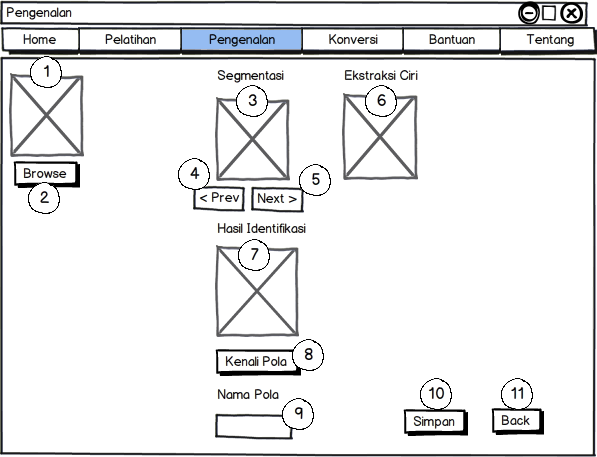 Pengenalan
Home Pelatihan Pengenalan Konversi Bantuan Tentang
1
Browse
2
Segmentasi
3
4
< Prev
5
Next >
Ekstraksi Ciri
6
Hasil Identifikasi
7
Kenali Pola
8
Nama Pola
9
10
Simpan
11
Back